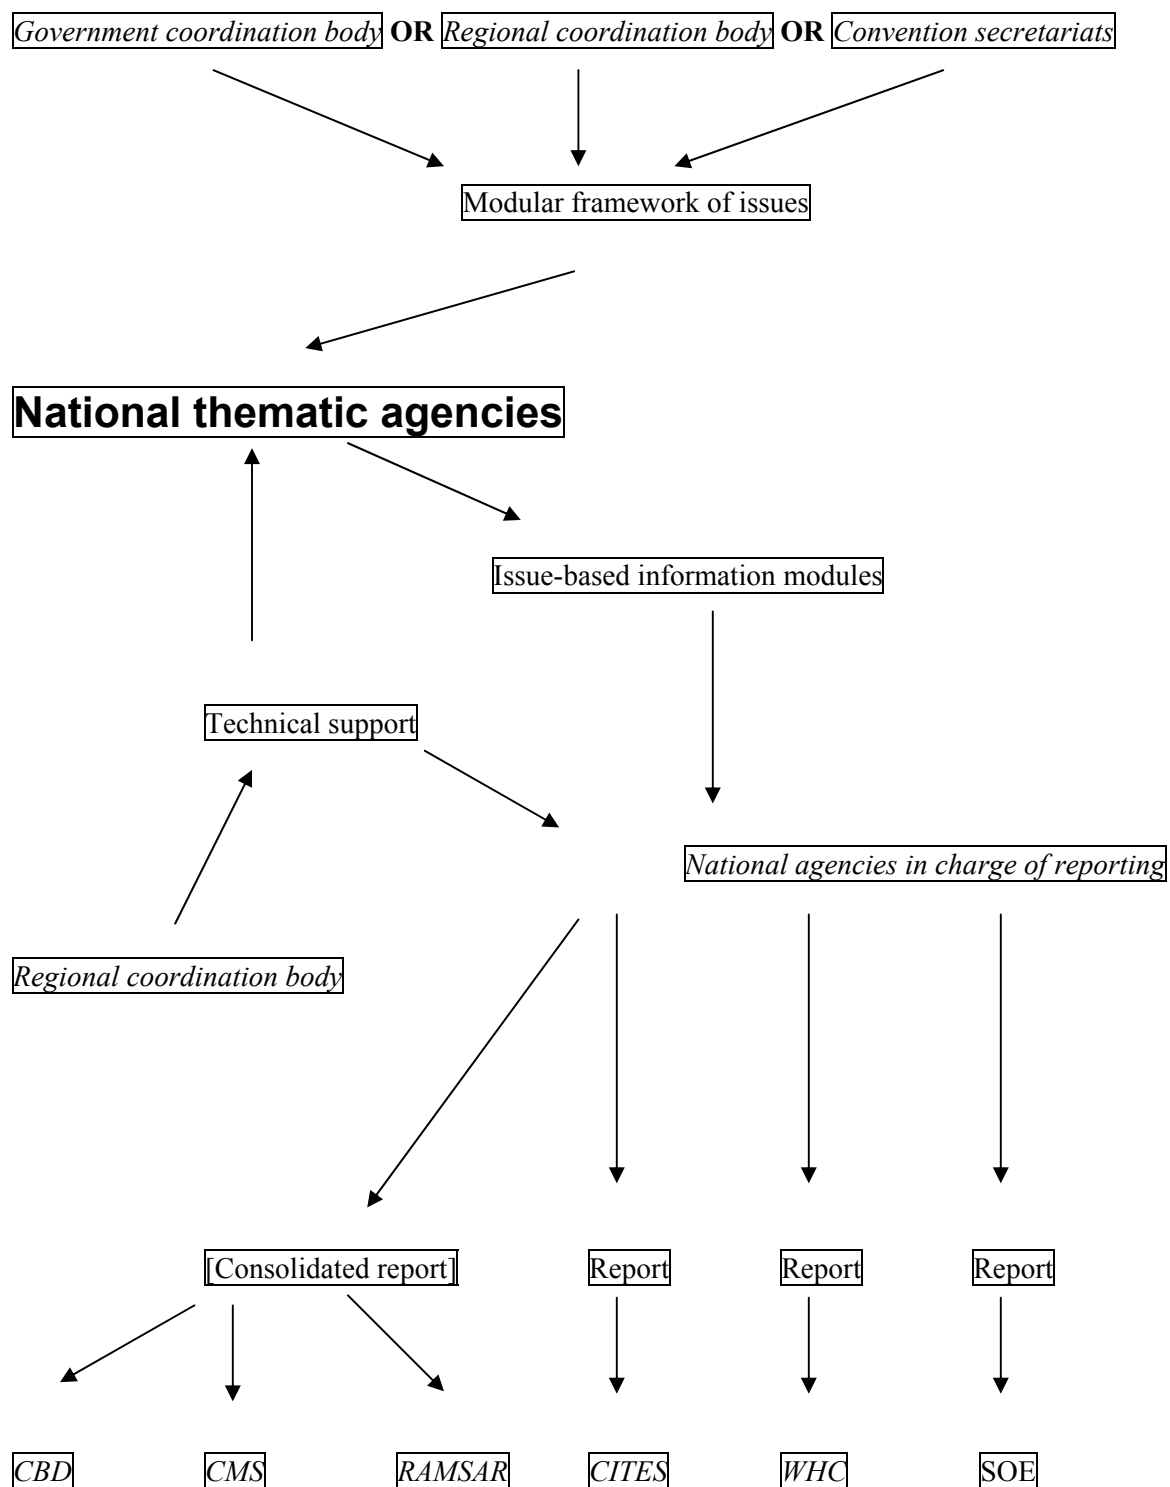 Government coordination body OR Regional coordination body OR Convention secretariats
Modular framework of issues
National thematic agencies
Issue-based information modules
Technical support
National agencies in charge of reporting
Regional coordination body
[Consolidated report] Report Report Report
CBD CMS RAMSAR CITES WHC SOE